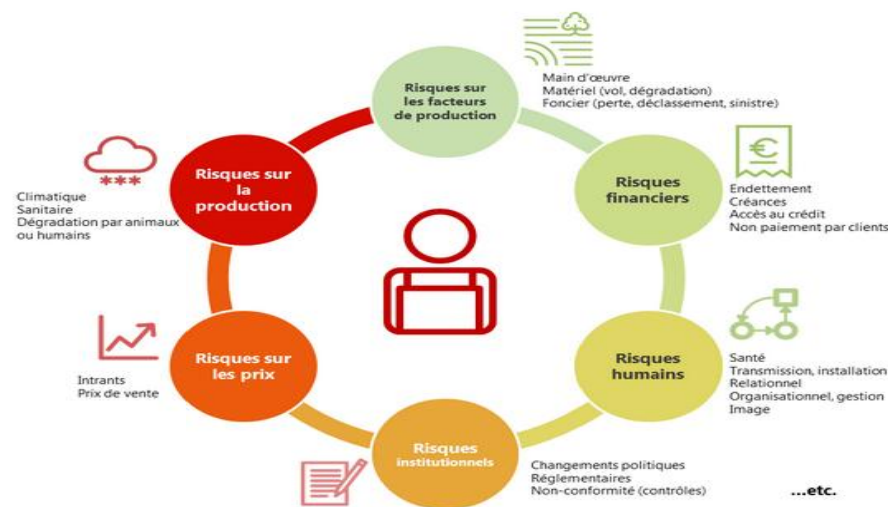 Risques sur
les facteurs
de production
Main d'œuvre
Matériel (vol, dégradation)
Foncier (perte, déclassement, sinistre)
Risques
financiers
€
Endettement
Créances
Accès au crédit
Non paiement par clients
Risques
humains
Santé
Transmission, installation
Relationnel
Organisationnel, gestion
Image
Risques
institutionnels
Changements politiques
Réglementaires
Non-conformité (contrôles)
...etc.
Risques sur
les prix
Intrants
Prix de vente
Risques sur
la
production
***
Climatique
Sanitaire
Dégradation par animaux
ou humains